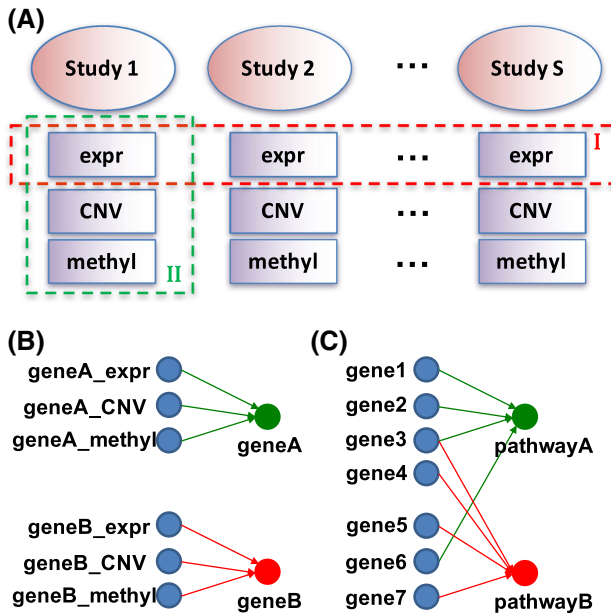 (A)
Study 1 Study 2 ... Study S
expr expr ... expr I
CNV CNV ... CNV
methyl methyl ... methyl
II
(B)
geneA_expr
geneA_CNV
geneA_methyl
geneA
geneB_expr
geneB_CNV
geneB_methyl
geneB
(C)
gene1
gene2
gene3
pathwayA
gene4
gene5
gene6
gene7
pathwayB